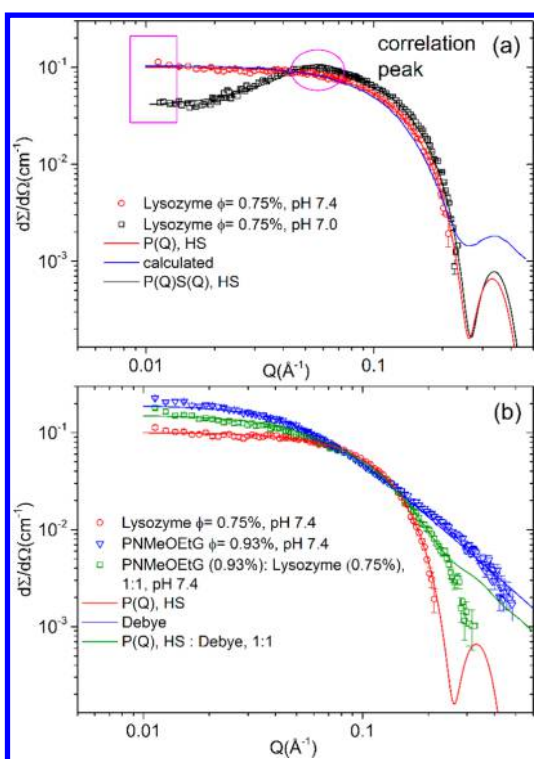 (a)
correlation
peak
10⁻¹
10⁻²
10⁻³
dΣ/dΩ(cm⁻¹)
Lysozyme ϕ= 0.75%, pH 7.4
Lysozyme ϕ= 0.75%, pH 7.0
P(Q), HS
calculated
P(Q)S(Q), HS
0.01
0.1
Q(Å⁻¹)
(b)
10⁻¹
10⁻²
10⁻³
dΣ/dΩ(cm⁻¹)
Lysozyme ϕ= 0.75%, pH 7.4
PNMeOEtG ϕ= 0.93%, pH 7.4
PNMeOEtG (0.93%): Lysozyme (0.75%),
1:1, pH 7.4
P(Q), HS
Debye
P(Q), HS : Debye, 1:1
0.01
0.1
Q(Å⁻¹)